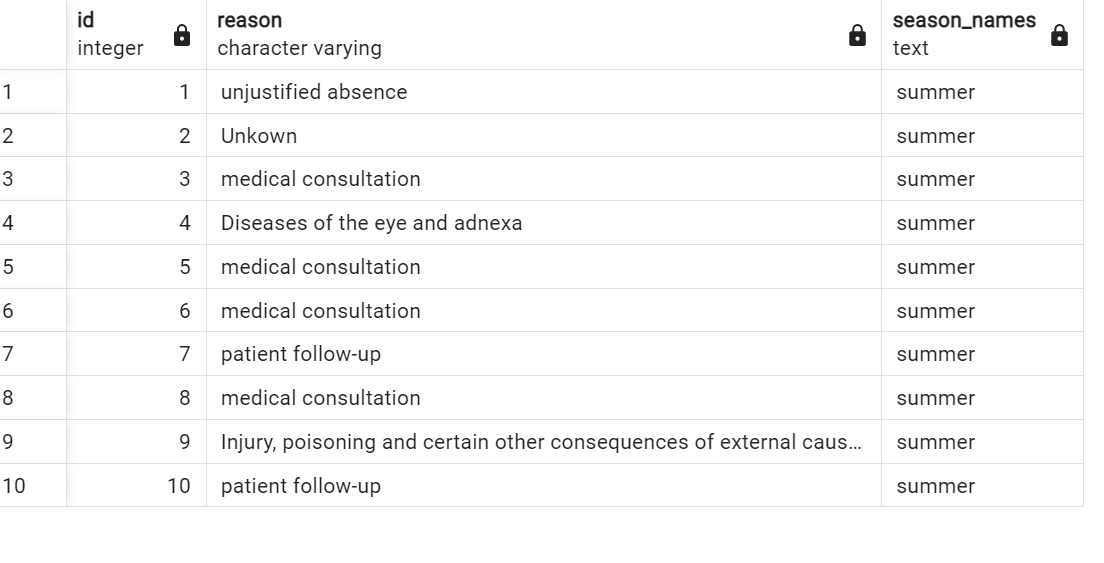 id reason season_names
integer character varying text
1 1 unjustified absence summer
2 2 Unkown summer
3 3 medical consultation summer
4 4 Diseases of the eye and adnexa summer
5 5 medical consultation summer
6 6 medical consultation summer
7 7 patient follow-up summer
8 8 medical consultation summer
9 9 Injury, poisoning and certain other consequences of external caus... summer
10 10 patient follow-up summer